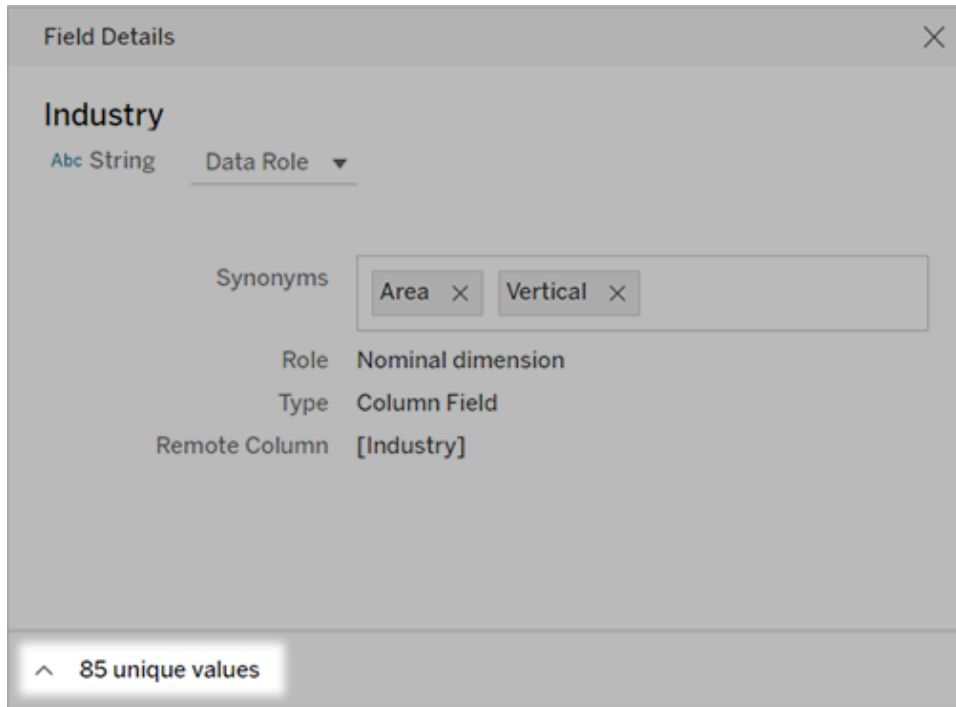 Field Details
Industry
Abc String Data Role
Synonyms Area Vertical
Role Nominal dimension
Type Column Field
Remote Column [Industry]
85 unique values